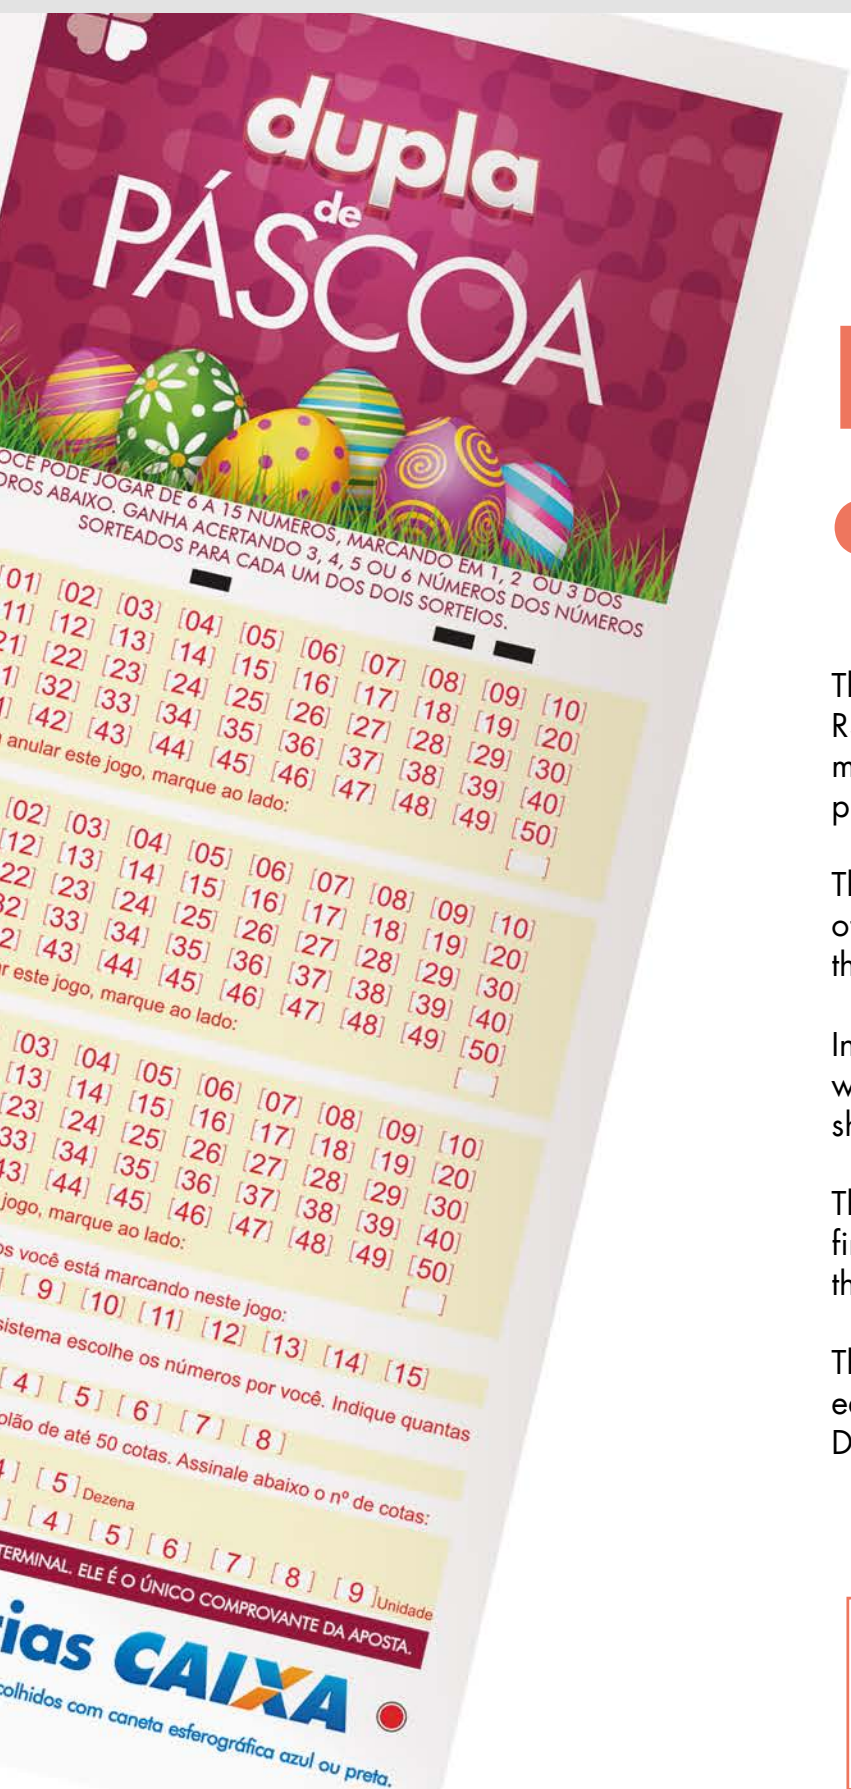 dupla
de
PÁSCOA
PODE JOGAR DE 6 A 15 NÚMEROS, MARCANDO EM 1, 2 OU 3 DOS
ABAIXO. GANHA ACERTANDO 3, 4, 5 OU 6 NÚMEROS DOS NÚMEROS
SORTEADOS PARA CADA UM DOS DOIS SORTEIOS.
[01] [02] [03] [04] [05] [06] [07] [08] [09] [10]
11] [12] [13] [14] [15] [16] [17] [18] [19] [20]
21] [22] [23] [24] [25] [26] [27] [28] [29] [30]
1] [32] [33] [34] [35] [36] [37] [38] [39] [40]
[42] [43] [44] [45] [46] [47] [48] [49] [50]
anular este jogo, marque ao lado: [ ]
[02] [03] [04] [05] [06] [07] [08] [09] [10]
[12] [13] [14] [15] [16] [17] [18] [19] [20]
22] [23] [24] [25] [26] [27] [28] [29] [30]
32] [33] [34] [35] [36] [37] [38] [39] [40]
2] [43] [44] [45] [46] [47] [48] [49] [50]
este jogo, marque ao lado: [ ]
[03] [04] [05] [06] [07] [08] [09] [10]
[13] [14] [15] [16] [17] [18] [19] [20]
[23] [24] [25] [26] [27] [28] [29] [30]
33] [34] [35] [36] [37] [38] [39] [40]
43] [44] [45] [46] [47] [48] [49] [50]
jogo, marque ao lado: [ ]
você está marcando neste jogo:
[9] [10] [11] [12] [13] [14] [15]
sistema escolhe os números por você. Indique quantas
[4] [5] [6] [7] [8]
de até 50 cotas. Assinale abaixo o nº de cotas:
4] [5] Dezena
[4] [5] [6] [7] [8] [9] Unidade
TERMINAL. ELE É O ÚNICO COMPROVANTE DA APOSTA.
CAIXA
com caneta esferográfica azul ou preta.